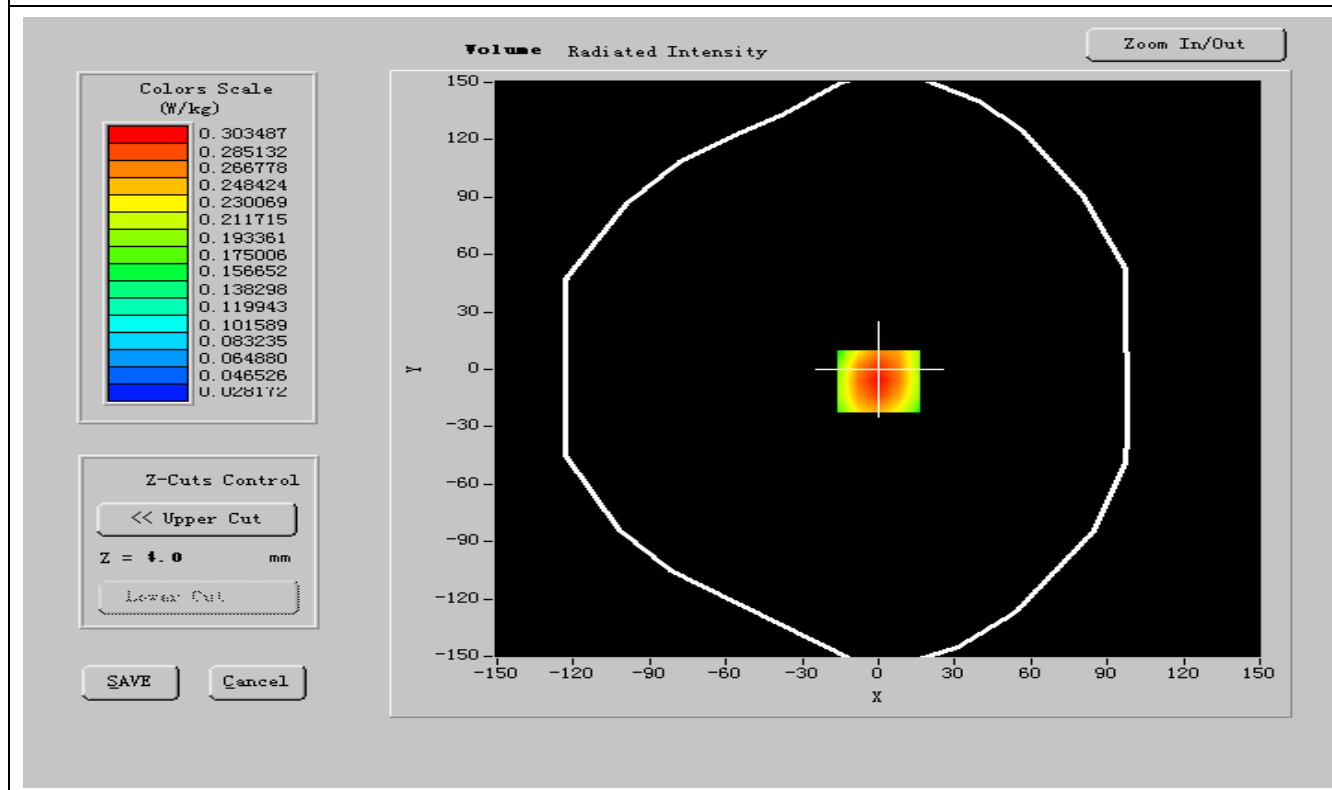 Volume Radiated Intensity
Zoom In/Out
Colors Scale
(W/kg)
0.303487
0.285132
0.266778
0.248424
0.230069
0.211715
0.193361
0.175006
0.156652
0.138298
0.119943
0.101589
0.083235
0.064880
0.046526
0.028172
Z-Cuts Control
<< Upper Cut
Z = 4.0 mm
Lower Cut
SAVE
Cancel
150
120
90
60
30
0
-30
-60
-90
-120
-150
Y
-150 -120 -90 -60 -30 0 30 60 90 120 150
X